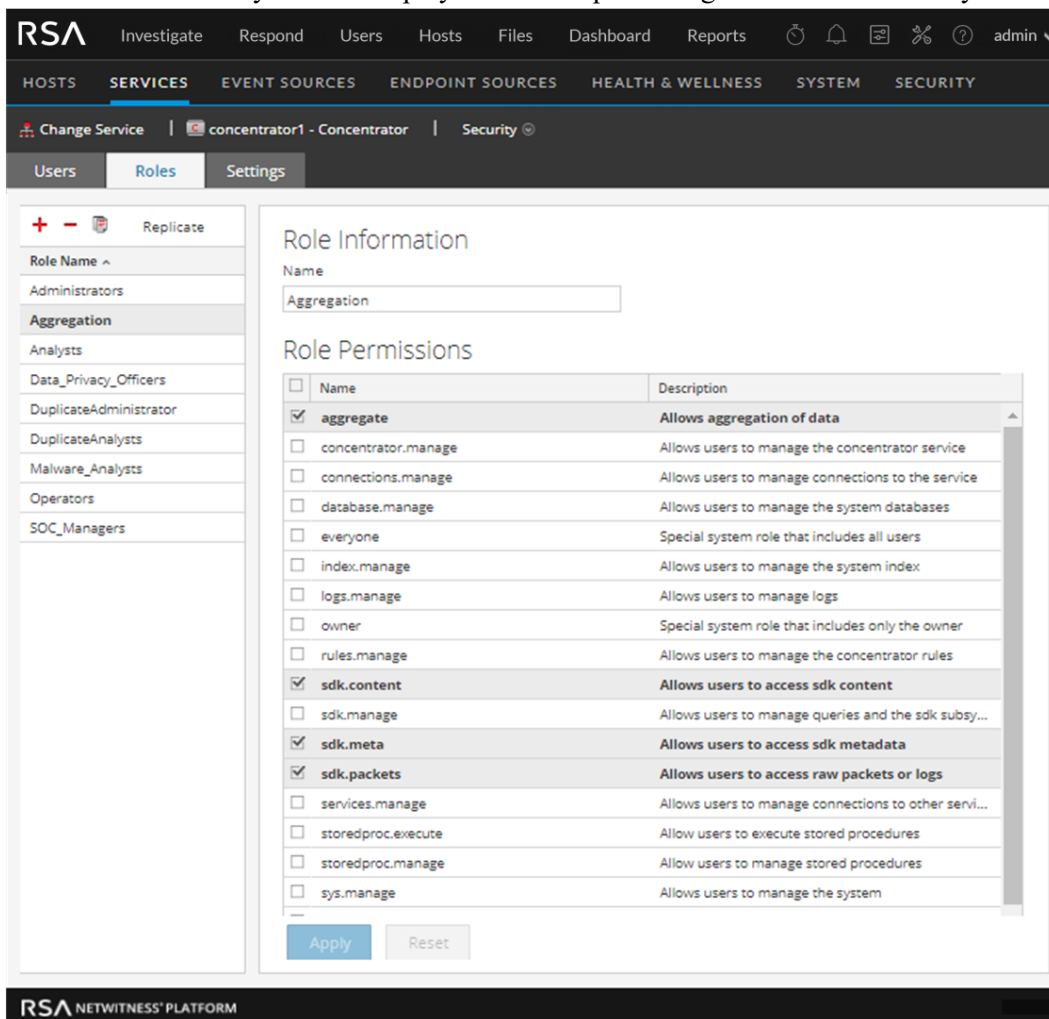 RSA Investigate Respond Users Hosts Files Dashboard Reports admin
HOSTS SERVICES EVENT SOURCES ENDPOINT SOURCES HEALTH & WELLNESS SYSTEM SECURITY
Change Service | concentrator1 - Concentrator | Security
Users Roles Settings
Replicate
Role Name
Administrators
Aggregation
Analysts
Data_Privacy_Officers
DuplicateAdministrator
DuplicateAnalysts
Malware_Analysts
Operators
SOC_Managers
Role Information
Name
Aggregation
Role Permissions
Name Description
aggregate Allows aggregation of data
concentrator.manage Allows users to manage the concentrator service
connections.manage Allows users to manage connections to the service
database.manage Allows users to manage the system databases
everyone Special system role that includes all users
index.manage Allows users to manage the system index
logs.manage Allows users to manage logs
owner Special system role that includes only the owner
rules.manage Allows users to manage the concentrator rules
sdk.content Allows users to access sdk content
sdk.manage Allows users to manage queries and the sdk subsy...
sdk.meta Allows users to access sdk metadata
sdk.packets Allows users to access raw packets or logs
services.manage Allows users to manage connections to other servi...
storedproc.execute Allow users to execute stored procedures
storedproc.manage Allow users to manage stored procedures
sys.manage Allows users to manage the system
Apply Reset
RSA NETWITNESS® PLATFORM